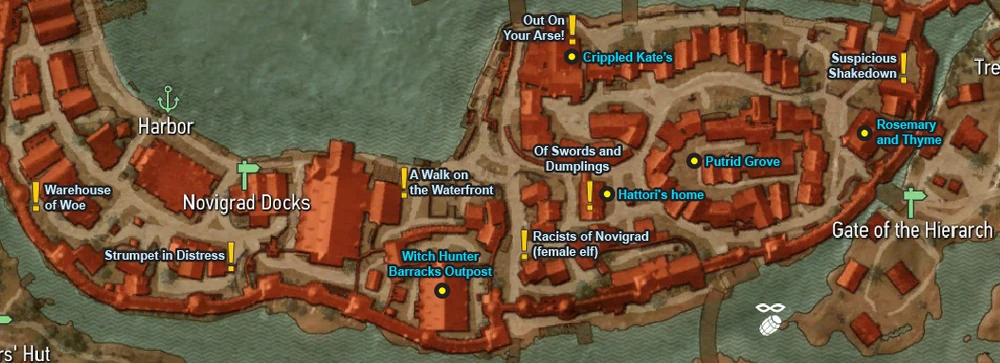 Out On
Your Arse!
Crippled Kate's
Suspicious
Shakedown
Tre
Harbor
Rosemary
and Thyme
Of Swords and
Dumplings
Putrid Grove
A Walk on
the Waterfront
Warehouse
of Woe
Novigrad Docks
Hattori's home
Gate of the Hierarch
Racists of Novigrad
(female elf)
Strumpet in Distress
Witch Hunter
Barracks Outpost
rs' Hut